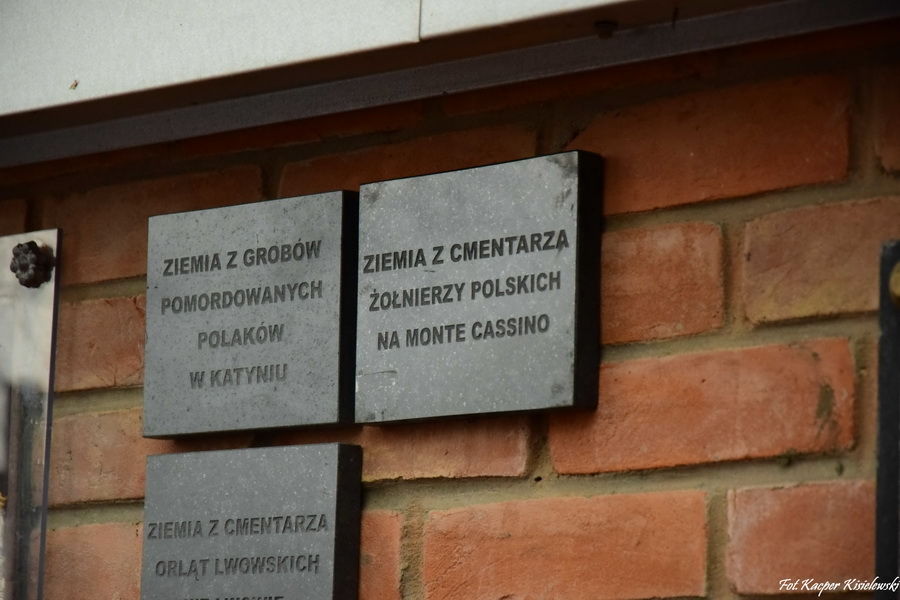 ZIEMIA Z GROBÓW
POMORDOWANYCH
POLAKÓW
W KATYNIU
ZIEMIA Z CMENTARZA
ŻOŁNIERZY POLSKICH
NA MONTE CASSINO
ZIEMIA Z CMENTARZA
ORLĄT LWOWSKICH
Fot. Kacper Kisielewski